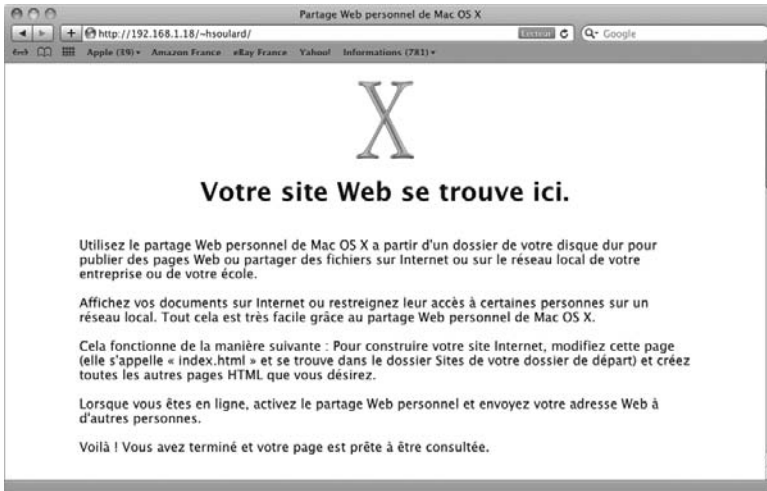 Partage Web personnel de Mac OS X
http://192.168.1.18/~hsoulard/
Lecteur
Google
Apple (39)
Amazon France
eBay France
Yahoo!
Informations (781)
X
Votre site Web se trouve ici.
Utilisez le partage Web personnel de Mac OS X a partir d'un dossier de votre disque dur pour
publier des pages Web ou partager des fichiers sur Internet ou sur le réseau local de votre
entreprise ou de votre école.
Affichez vos documents sur Internet ou restreignez leur accès à certaines personnes sur un
réseau local. Tout cela est très facile grâce au partage Web personnel de Mac OS X.
Cela fonctionne de la manière suivante : Pour construire votre site Internet, modifiez cette page
(elle s'appelle « index.html » et se trouve dans le dossier Sites de votre dossier de départ) et créez
toutes les autres pages HTML que vous désirez.
Lorsque vous êtes en ligne, activez le partage Web personnel et envoyez votre adresse Web à
d'autres personnes.
Voilà ! Vous avez terminé et votre page est prête à être consultée.